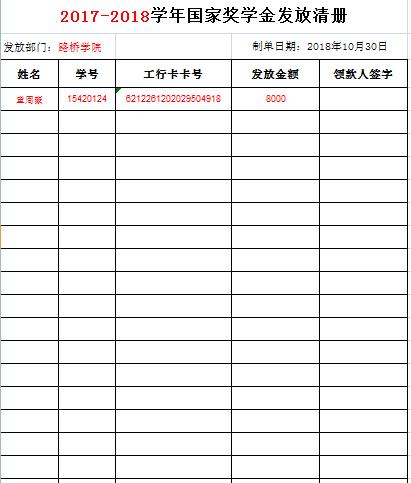 2017-2018学年国家奖学金发放清册
发放部门：路桥学院 制单日期：2018年10月30日
姓名 学号 工行卡卡号 发放金额 领款人签字
15420124 6212261202029504918 8000